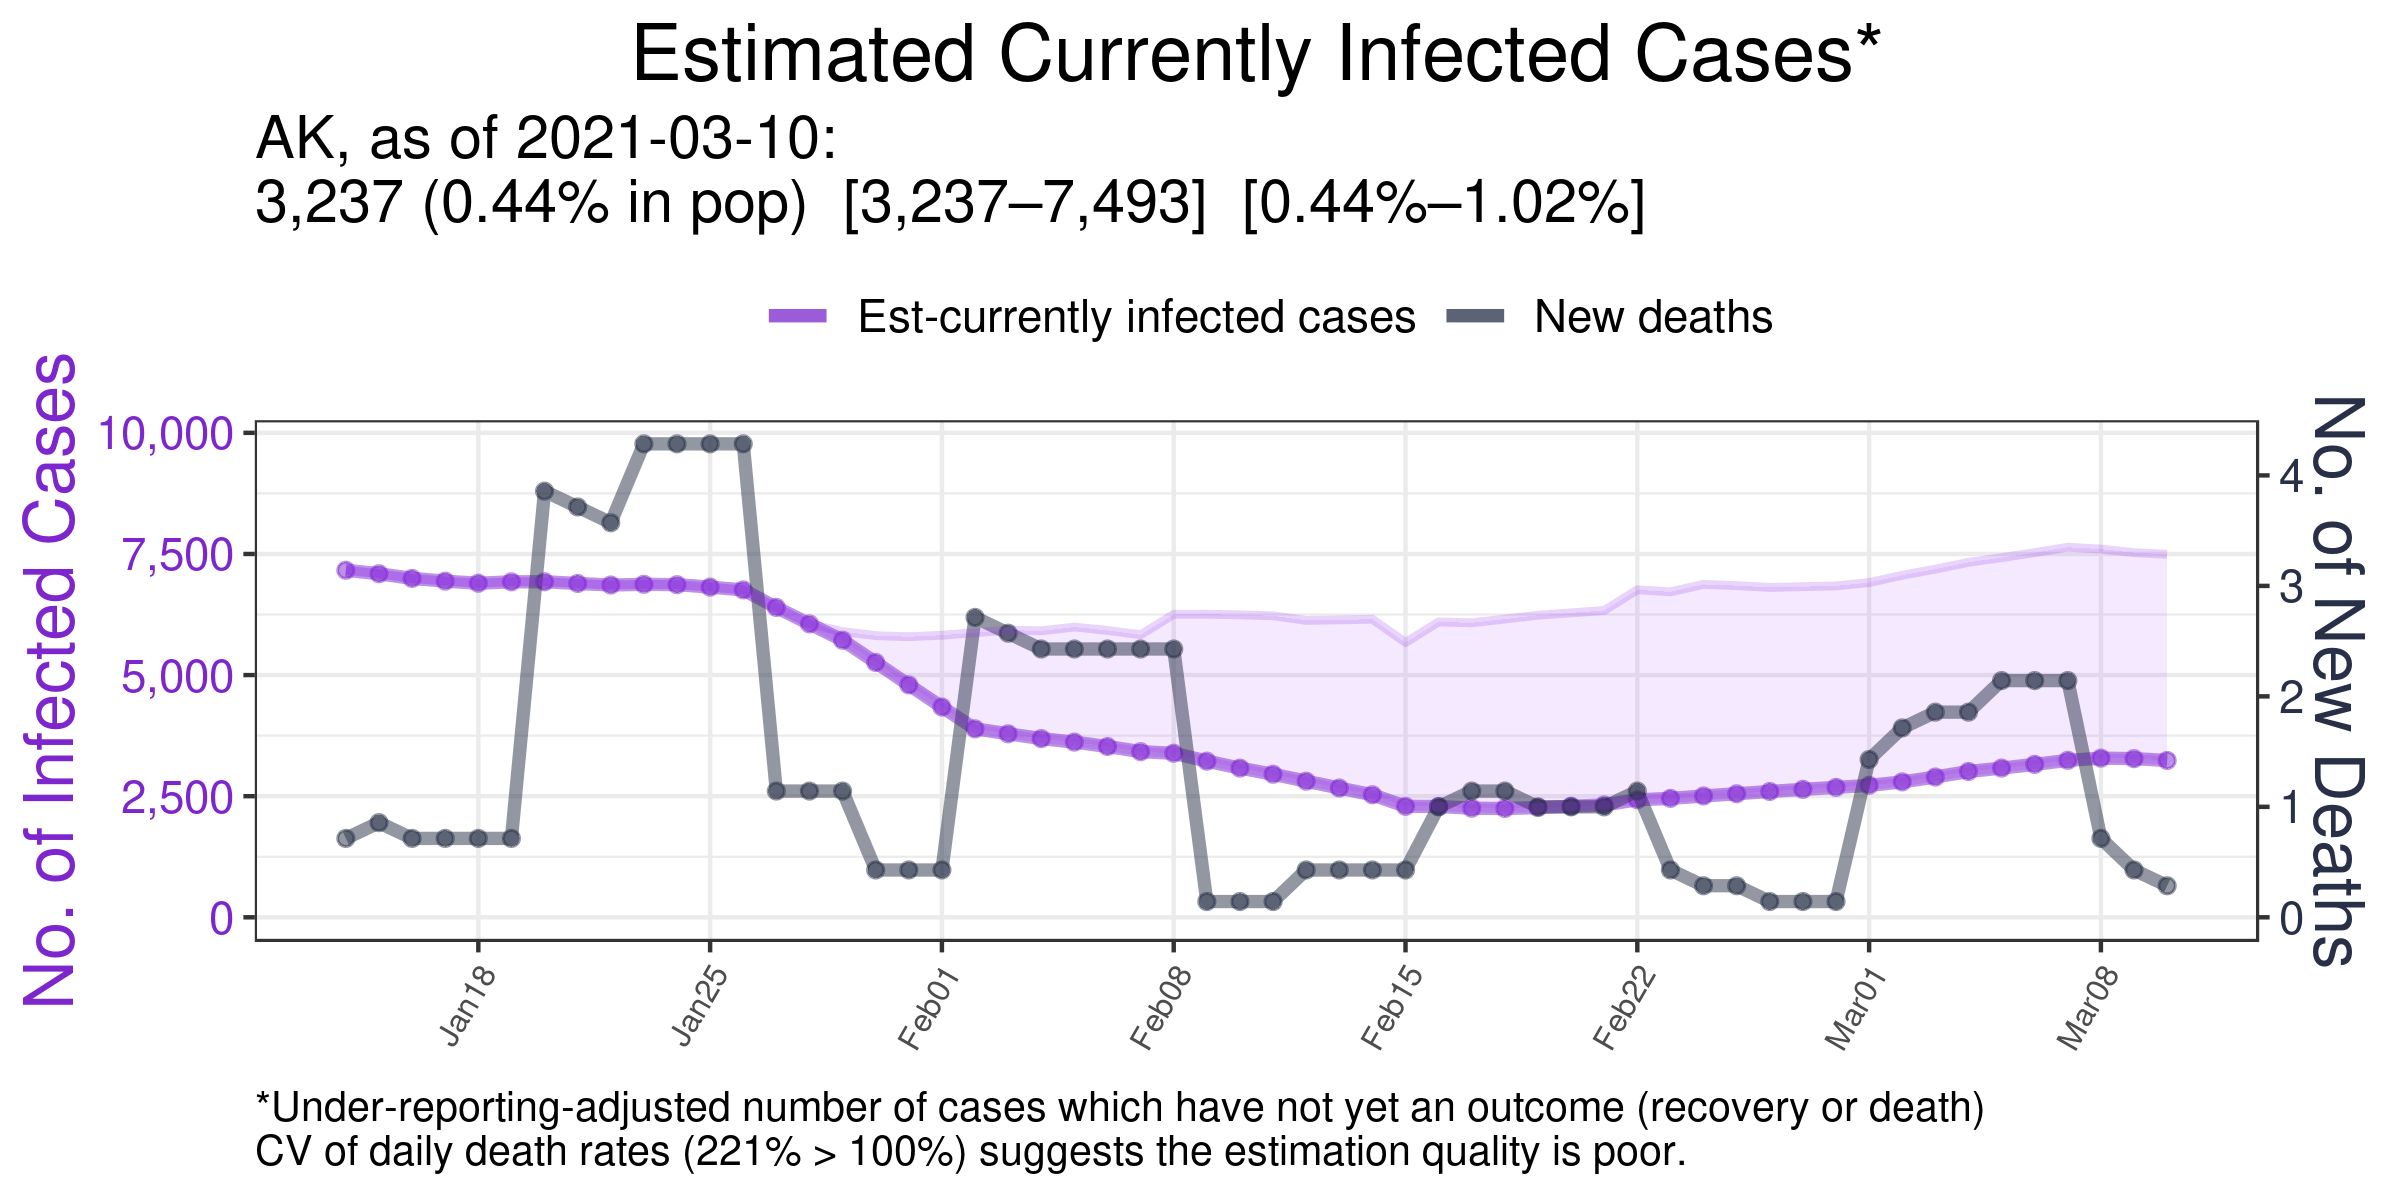 Estimated Currently Infected Cases*
AK, as of 2021-03-10:
3,237 (0.44% in pop)  [3,237–7,493]  [0.44%–1.02%]
Est-currently infected cases
New deaths
No. of Infected Cases
10,000
7,500
5,000
2,500
0
No. of New Deaths
4
3
2
1
0
Jan18
Jan25
Feb01
Feb08
Feb15
Feb22
Mar01
Mar08
*Under-reporting-adjusted number of cases which have not yet an outcome (recovery or death)
CV of daily death rates (221% > 100%) suggests the estimation quality is poor.